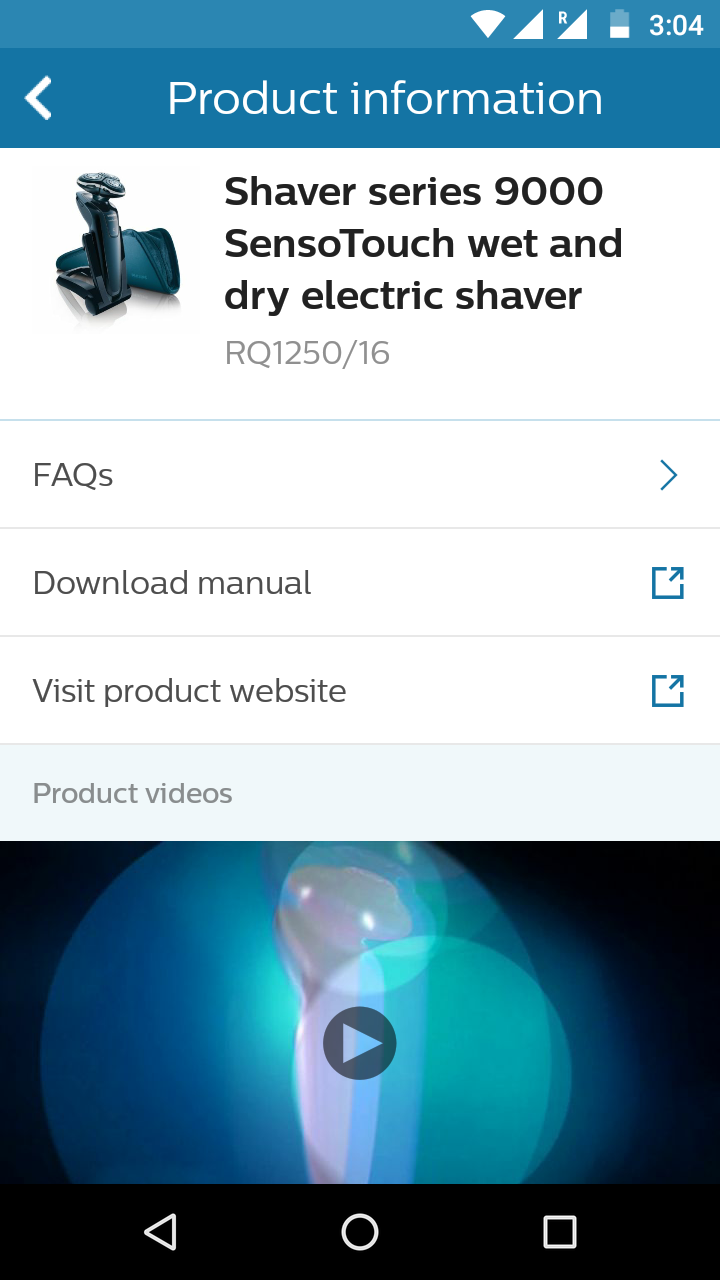 R 3:04
Product information
Shaver series 9000
SensoTouch wet and
dry electric shaver
RQ1250/16
FAQs
Download manual
Visit product website
Product videos